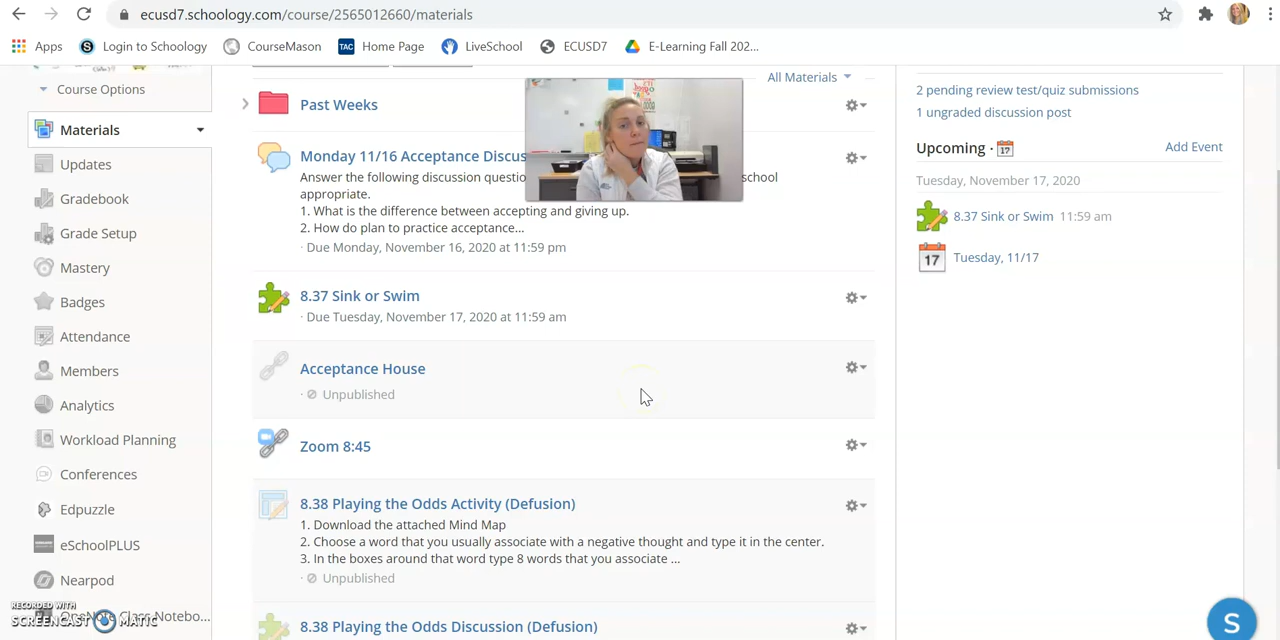 ecusd7.schoology.com/course/2565012660/materials
Apps
Login to Schoology
CourseMason
TAC
Home Page
LiveSchool
ECUSD7
E-Learning Fall 202...
Course Options
Materials
Updates
Gradebook
Grade Setup
Mastery
Badges
Attendance
Members
Analytics
Workload Planning
Conferences
Edpuzzle
eSchoolPLUS
Nearpod
OneNote Class Notebo...
RECORDED WITH
SCREENCAST MATIC
All Materials
Past Weeks
Monday 11/16 Acceptance Discus
Answer the following discussion questio school
appropriate.
1. What is the difference between accepting and giving up.
2. How do plan to practice acceptance...
· Due Monday, November 16, 2020 at 11:59 pm
8.37 Sink or Swim
· Due Tuesday, November 17, 2020 at 11:59 am
Acceptance House
· Unpublished
Zoom 8:45
8.38 Playing the Odds Activity (Defusion)
1. Download the attached Mind Map
2. Choose a word that you usually associate with a negative thought and type it in the center.
3. In the boxes around that word type 8 words that you associate ...
· Unpublished
8.38 Playing the Odds Discussion (Defusion)
2 pending review test/quiz submissions
1 ungraded discussion post
Upcoming · 17
Add Event
Tuesday, November 17, 2020
8.37 Sink or Swim 11:59 am
17 Tuesday, 11/17
S